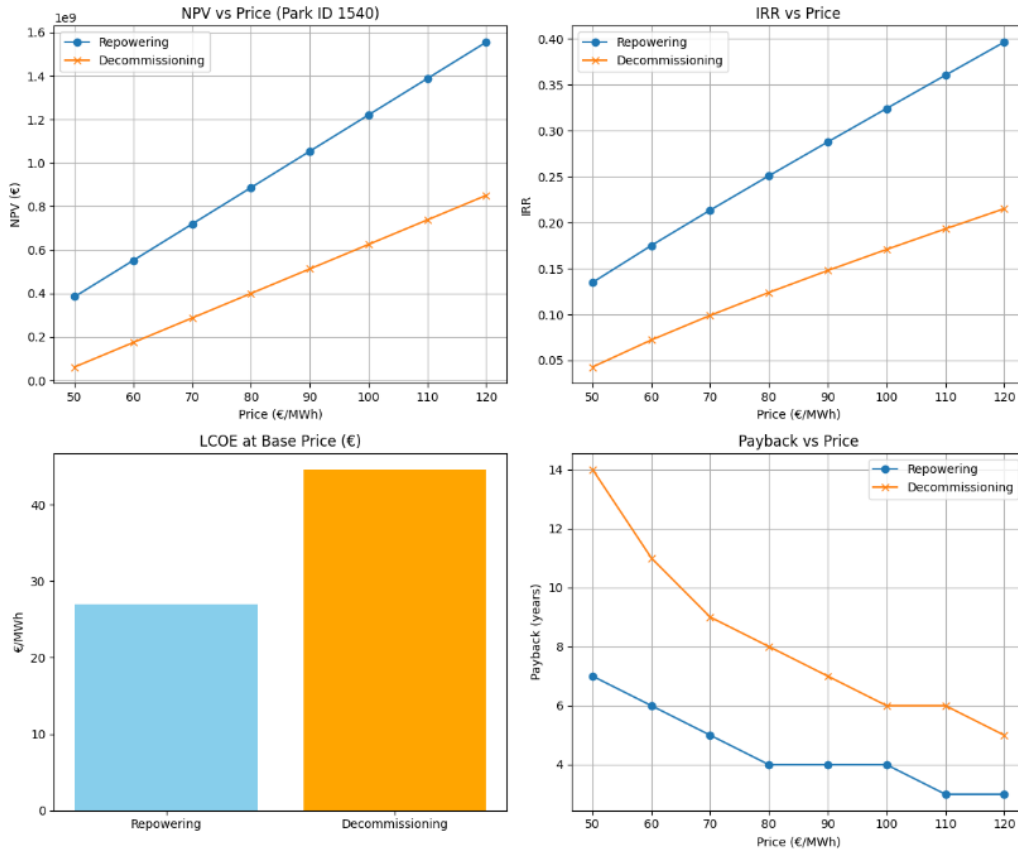 NPV vs Price (Park ID 1540)
1e9
Repowering
Decommissioning
1.6
1.4
1.2
1.0
0.8
0.6
0.4
0.2
0.0
NPV (€)
50 60 70 80 90 100 110 120
Price (€/MWh)
IRR vs Price
Repowering
Decommissioning
0.40
0.35
0.30
0.25
0.20
0.15
0.10
0.05
IRR
50 60 70 80 90 100 110 120
Price (€/MWh)
LCOE at Base Price (€)
40
30
20
10
0
€/MWh
Repowering Decommissioning
Payback vs Price
Repowering
Decommissioning
14
12
10
8
6
4
Payback (years)
50 60 70 80 90 100 110 120
Price (€/MWh)